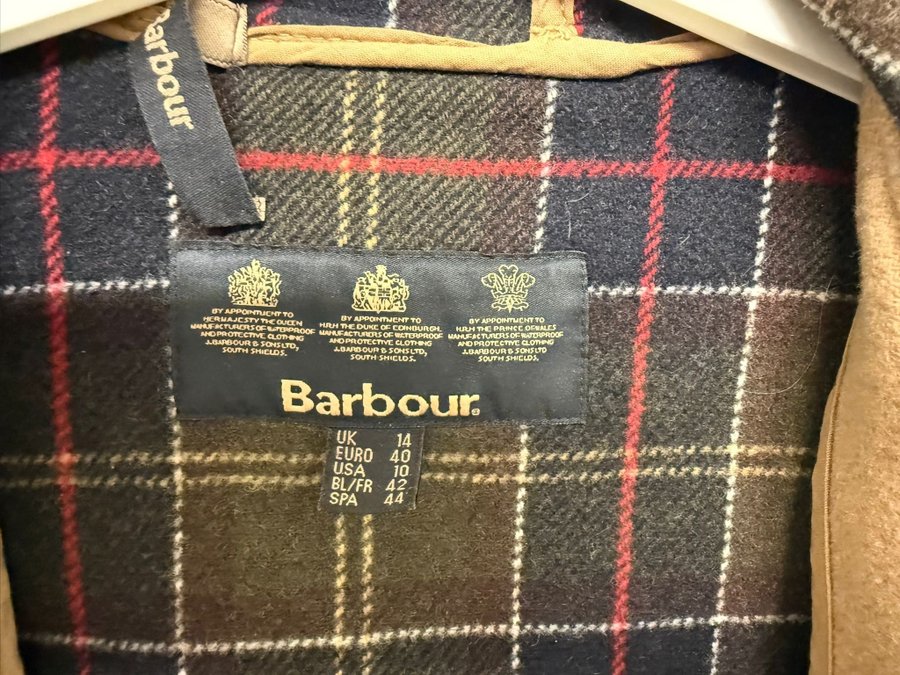 Barbour
BY APPOINTMENT TO
HER MAJESTY THE QUEEN
MANUFACTURERS OF WATERPROOF
AND PROTECTIVE CLOTHING
J.BARBOUR & SONS LTD,
SOUTH SHIELDS.
BY APPOINTMENT TO
H.R.H THE DUKE OF EDINBURGH.
MANUFACTURERS OF WATERPROOF
AND PROTECTIVE CLOTHING
J.BARBOUR & SONS LTD,
SOUTH SHIELDS.
BY APPOINTMENT TO
H.R.H THE PRINCE OF WALES
MANUFACTURERS OF WATERPROOF
AND PROTECTIVE CLOTHING
J.BARBOUR & SONS LTD
SOUTH SHIELDS.
Barbour®
UK 14
EURO 40
USA 10
BL/FR 42
SPA 44